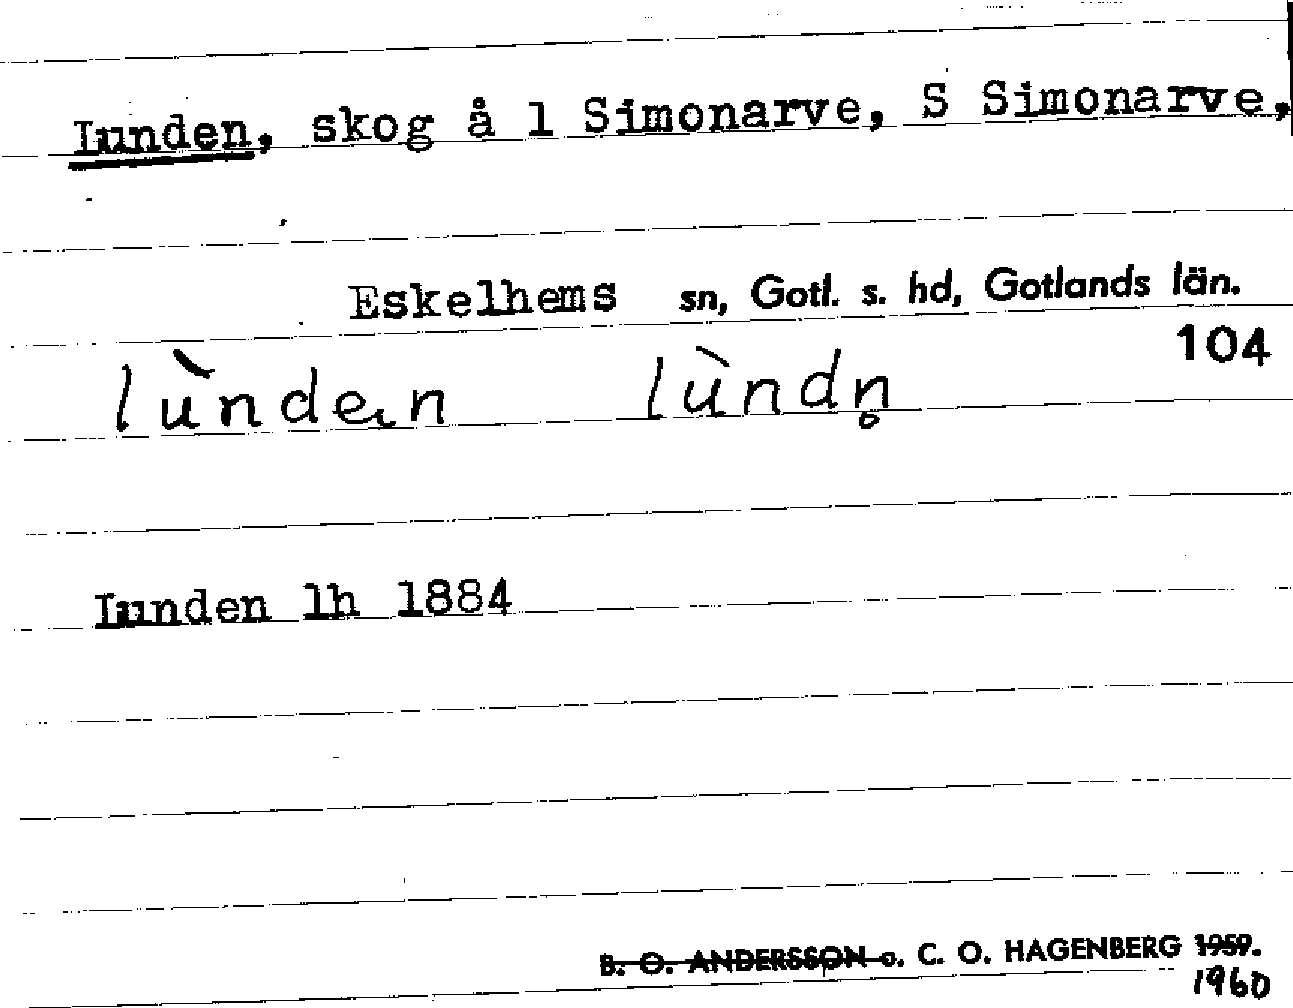 Lunden, skog å 1 Simonarve, S Simonarve,
Eskelhems sn, Gotl. s. hd, Gotlands län.
104
lùnden lùndn̥
Lunden lh 1884
B. O. ANDERSSON o. C. O. HAGENBERG 1959.
1960